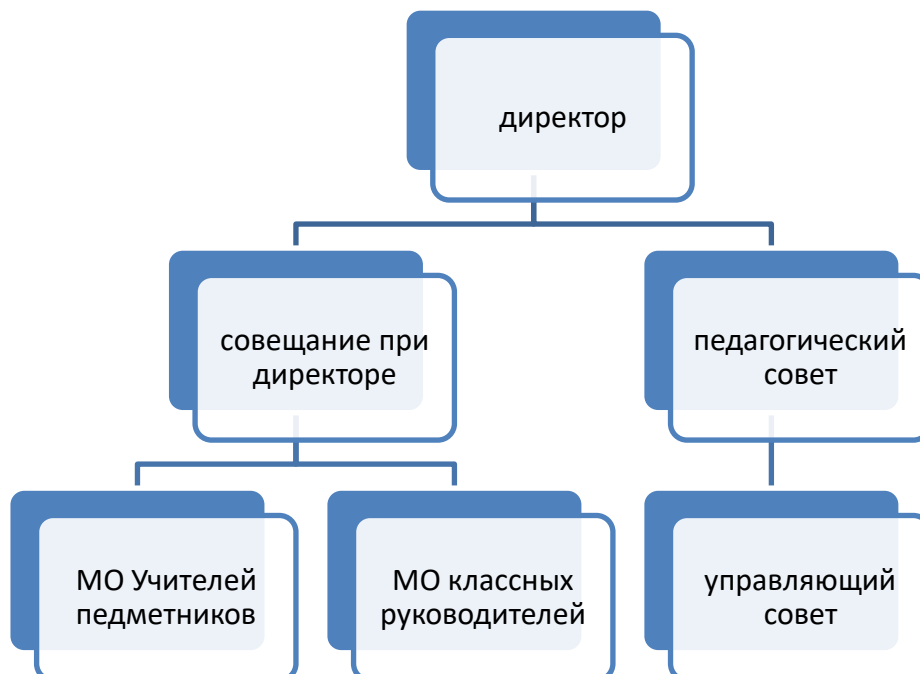 директор
совещание при
директоре
педагогический
совет
МО Учителей
педметников
МО классных
руководителей
управляющий
совет